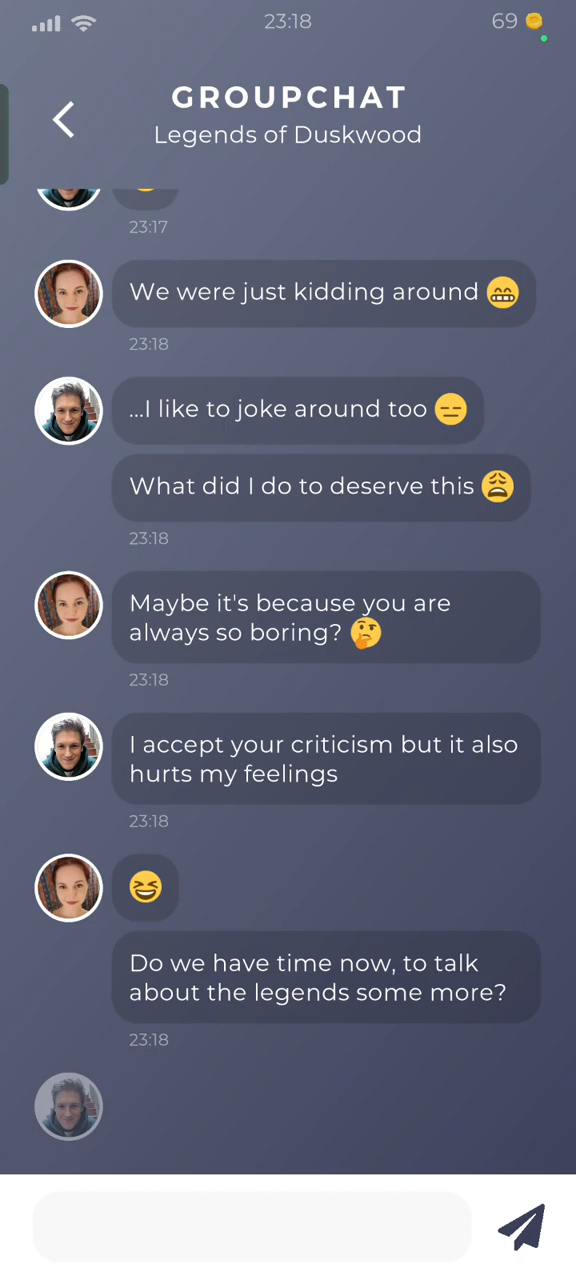 23:18
69
GROUPCHAT
Legends of Duskwood
23:17
We were just kidding around 😁
23:18
...I like to joke around too 😑
What did I do to deserve this 😩
23:18
Maybe it's because you are
always so boring? 🤔
23:18
I accept your criticism but it also
hurts my feelings
23:18
😆
Do we have time now, to talk
about the legends some more?
23:18